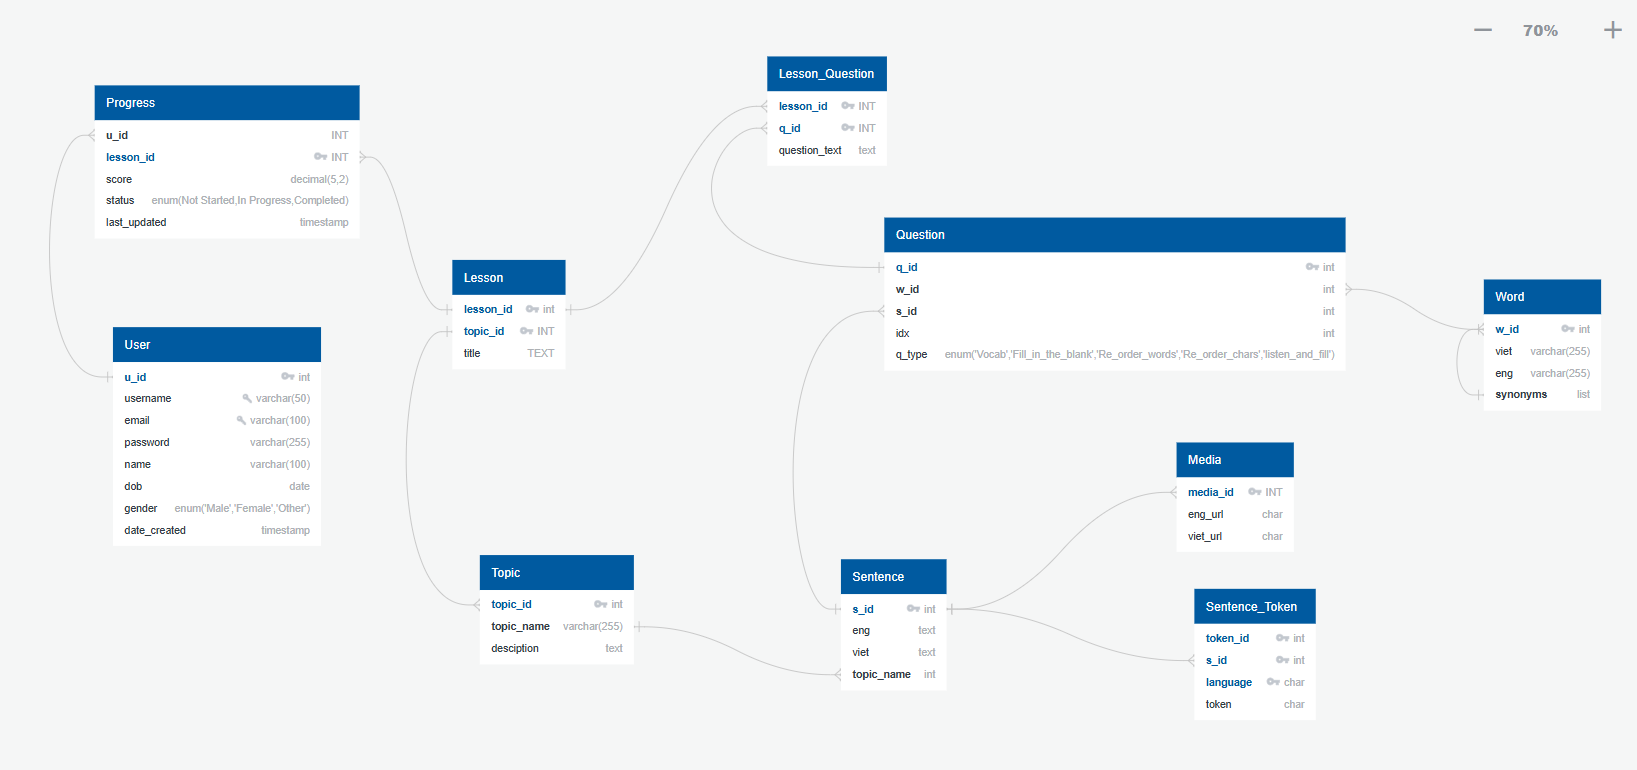 70%
Lesson_Question
lesson_id INT
q_id INT
question_text text
Progress
u_id INT
lesson_id INT
score decimal(5,2)
status enum(Not Started,In Progress,Completed)
last_updated timestamp
Question
q_id int
w_id int
s_id int
idx int
q_type enum('Vocab','Fill_in_the_blank','Re_order_words','Re_order_chars','listen_and_fill')
Lesson
lesson_id int
topic_id INT
title TEXT
Word
w_id int
viet varchar(255)
eng varchar(255)
synonyms list
User
u_id int
username varchar(50)
email varchar(100)
password varchar(255)
name varchar(100)
dob date
gender enum('Male','Female','Other')
date_created timestamp
Media
media_id INT
eng_url char
viet_url char
Topic
topic_id int
topic_name varchar(255)
desciption text
Sentence
s_id int
eng text
viet text
topic_name int
Sentence_Token
token_id int
s_id int
language char
token char